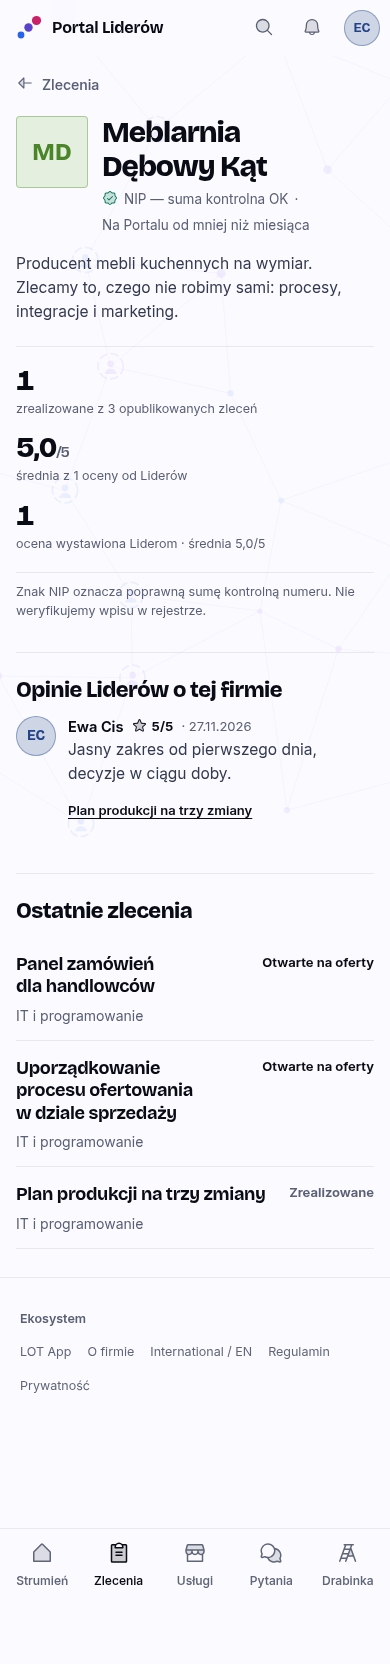 Portal Liderów
EC
Zlecenia
MD
Meblarnia
Dębowy Kąt
NIP — suma kontrolna OK ·
Na Portalu od mniej niż miesiąca
Producent mebli kuchennych na wymiar.
Zlecamy to, czego nie robimy sami: procesy,
integracje i marketing.
1
zrealizowane z 3 opublikowanych zleceń
5,0/5
średnia z 1 oceny od Liderów
1
ocena wystawiona Liderom · średnia 5,0/5
Znak NIP oznacza poprawną sumę kontrolną numeru. Nie
weryfikujemy wpisu w rejestrze.
Opinie Liderów o tej firmie
EC
Ewa Cis 5/5 · 27.11.2026
Jasny zakres od pierwszego dnia,
decyzje w ciągu doby.
Plan produkcji na trzy zmiany
Ostatnie zlecenia
Panel zamówień
dla handlowców
Otwarte na oferty
IT i programowanie
Uporządkowanie
procesu ofertowania
w dziale sprzedaży
Otwarte na oferty
IT i programowanie
Plan produkcji na trzy zmiany
Zrealizowane
IT i programowanie
Ekosystem
LOT App O firmie International / EN Regulamin
Prywatność
Strumień Zlecenia Usługi Pytania Drabinka